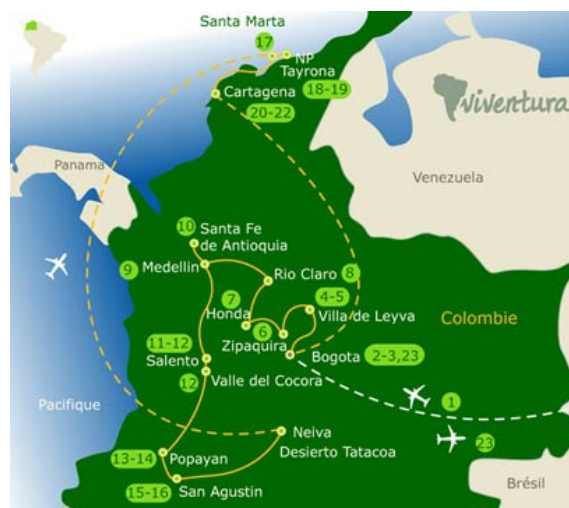 Santa Marta
17
NP
Tayrona
18-19
Cartagena
20-22
viventura
Panama
Venezuela
10
Santa Fe
de Antioquia
9
Medellin
Rio Claro
8
7
4-5
Honda
Villa de Leyva
6
Colombie
Zipaquira
11-12
Bogota
2-3,23
Salento
12
Valle del Cocora
1
Pacifique
Neiva
23
13-14
Popayan
Desierto Tatacoa
15-16
San Agustin
Brésil